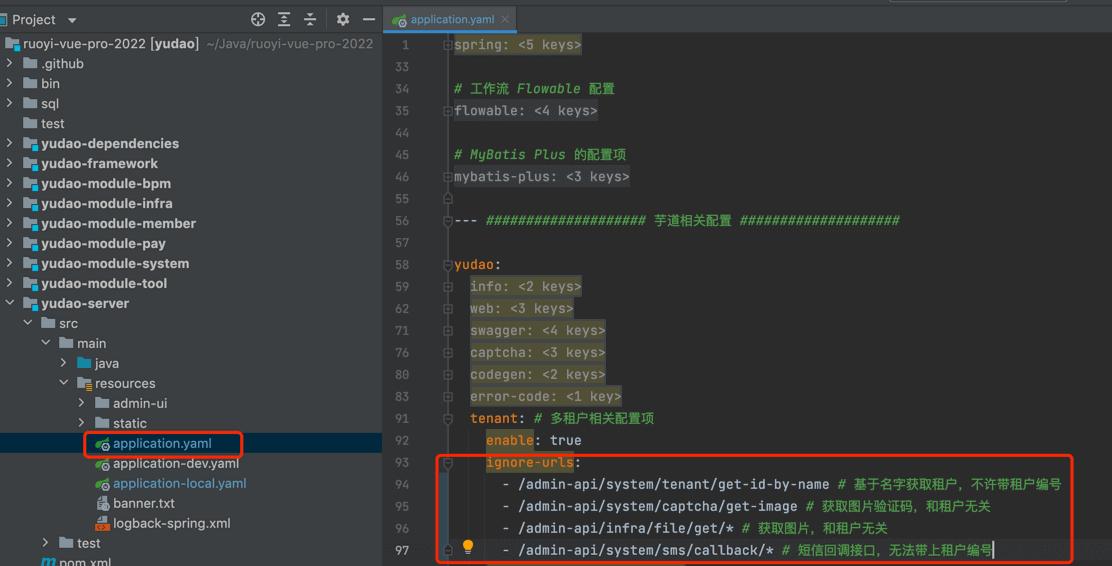 Project
ruoyi-vue-pro-2022 [yudao] ~/Java/ruoyi-vue-pro-2022
.github
bin
sql
test
yudao-dependencies
yudao-framework
yudao-module-bpm
yudao-module-infra
yudao-module-member
yudao-module-pay
yudao-module-system
yudao-module-tool
yudao-server
src
main
java
resources
admin-ui
static
application.yaml
application-dev.yaml
application-local.yaml
banner.txt
logback-spring.xml
test
pom.xml
application.yaml
1 spring: <5 keys>
33
34 # 工作流 Flowable 配置
35 flowable: <4 keys>
44
45 # MyBatis Plus 的配置项
46 mybatis-plus: <3 keys>
55
56 --- #################### 芋道相关配置 ####################
57
58 yudao:
59 info: <2 keys>
62 web: <3 keys>
71 swagger: <4 keys>
76 captcha: <3 keys>
80 codegen: <2 keys>
83 error-code: <1 key>
91 tenant: # 多租户相关配置项
92 enable: true
93 ignore-urls:
94 - /admin-api/system/tenant/get-id-by-name # 基于名字获取租户，不许带租户编号
95 - /admin-api/system/captcha/get-image # 获取图片验证码，和租户无关
96 - /admin-api/infra/file/get/* # 获取图片，和租户无关
97 - /admin-api/system/sms/callback/* # 短信回调接口，无法带上租户编号